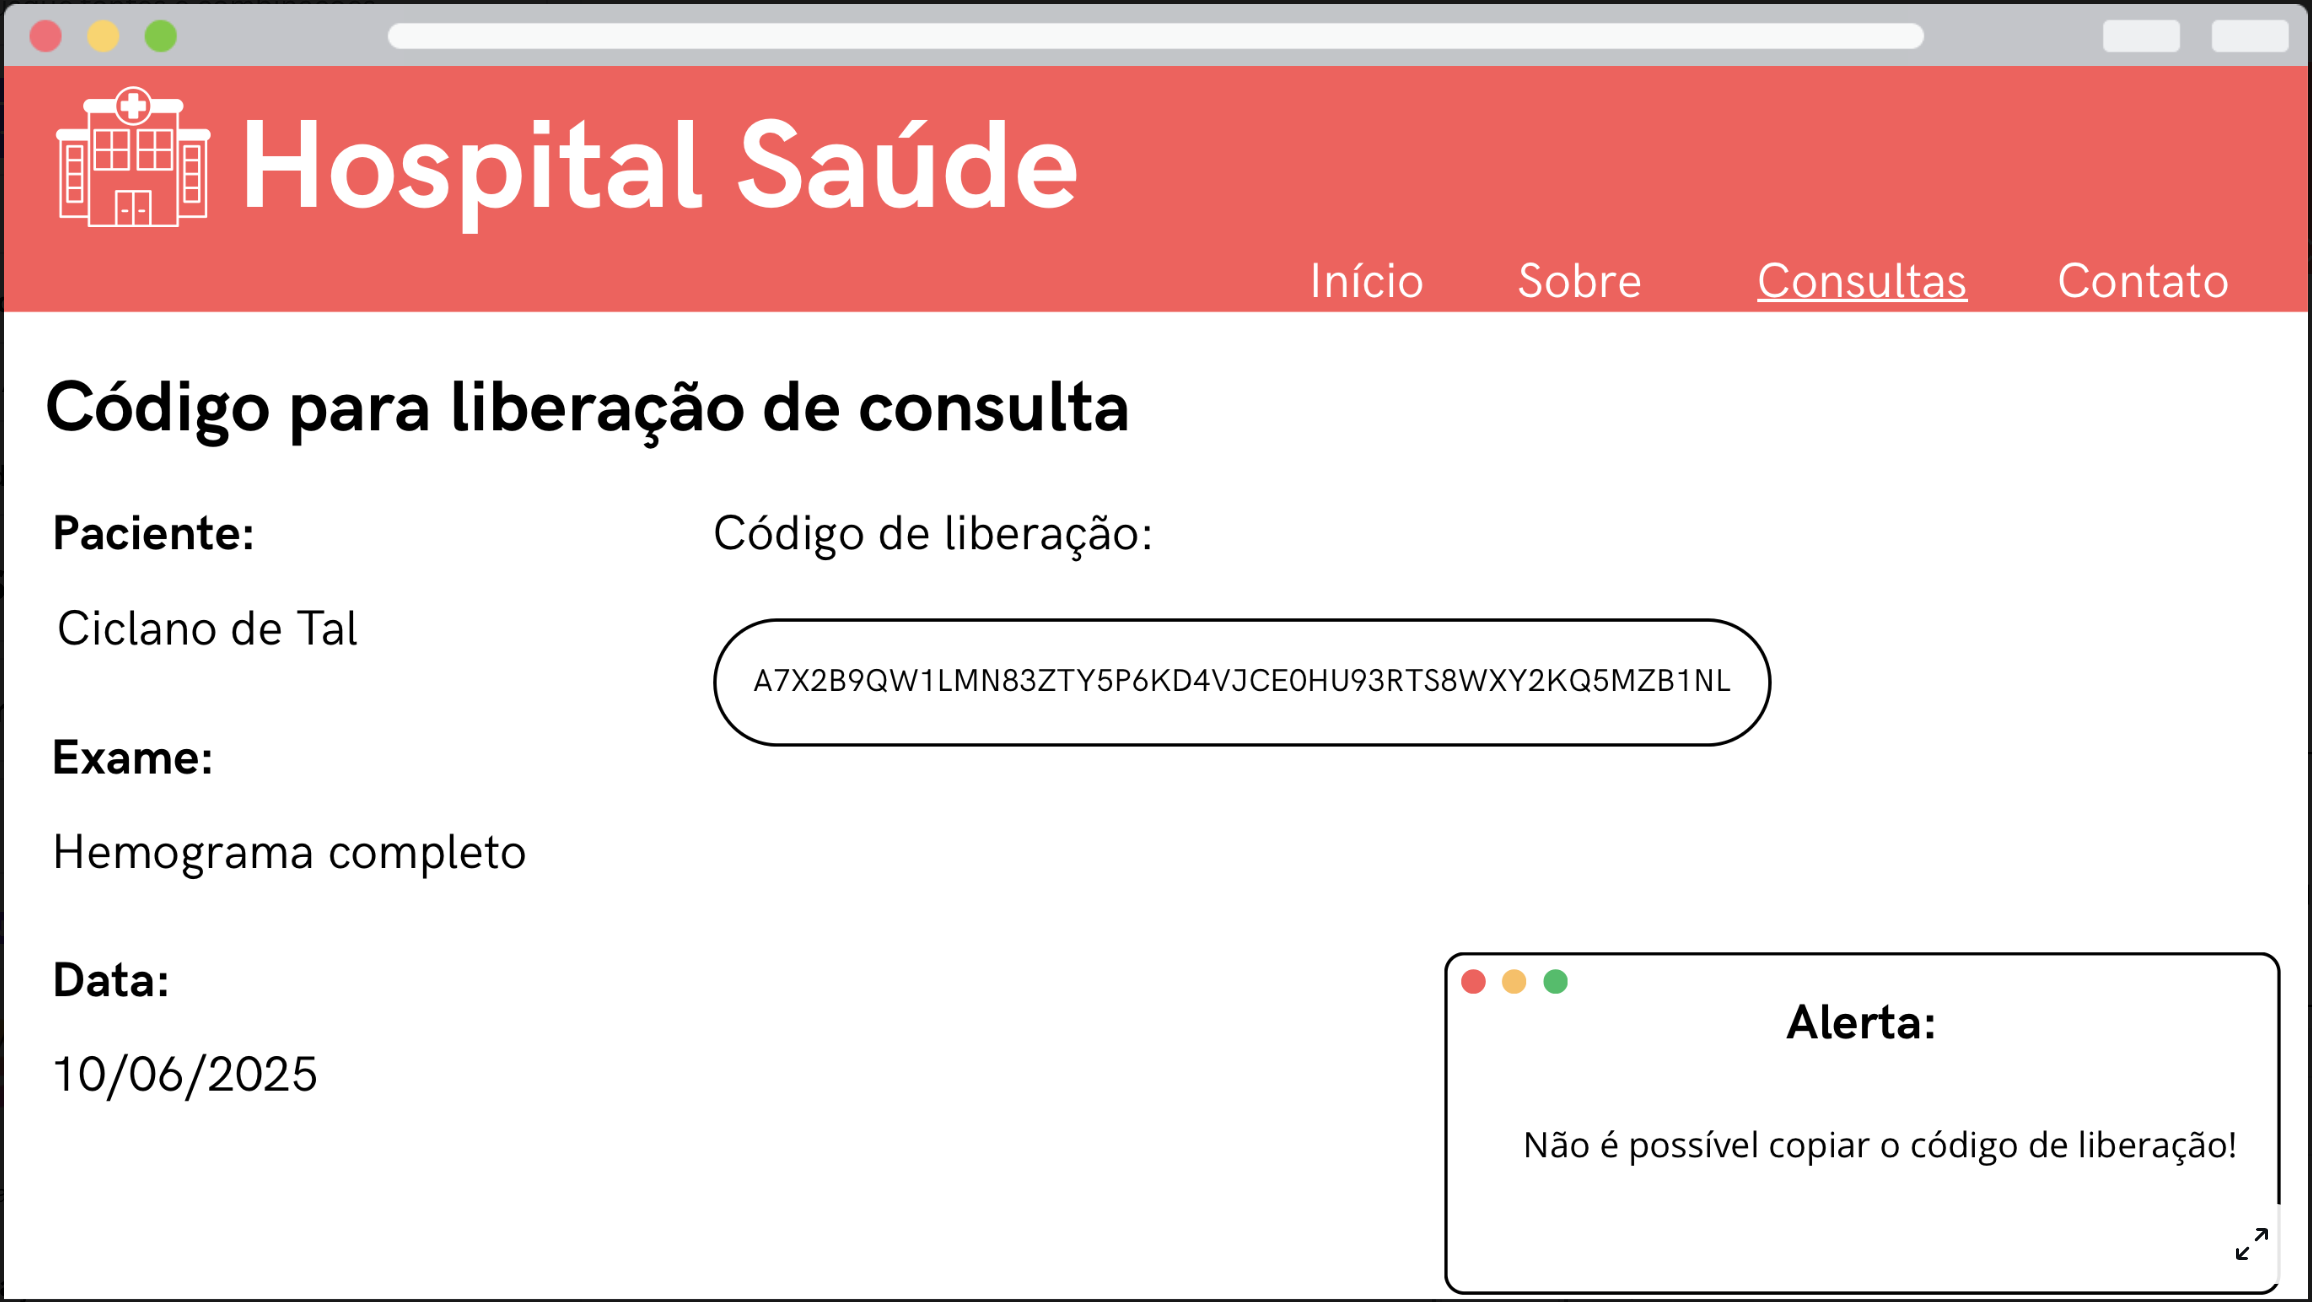 Hospital Saúde
Início Sobre Consultas Contato
Código para liberação de consulta
Paciente:
Ciclano de Tal
Exame:
Hemograma completo
Data:
10/06/2025
Código de liberação:
A7X2B9QW1LMN83ZTY5P6KD4VJCE0HU93RTS8WXY2KQ5MZB1NL
Alerta:
Não é possível copiar o código de liberação!